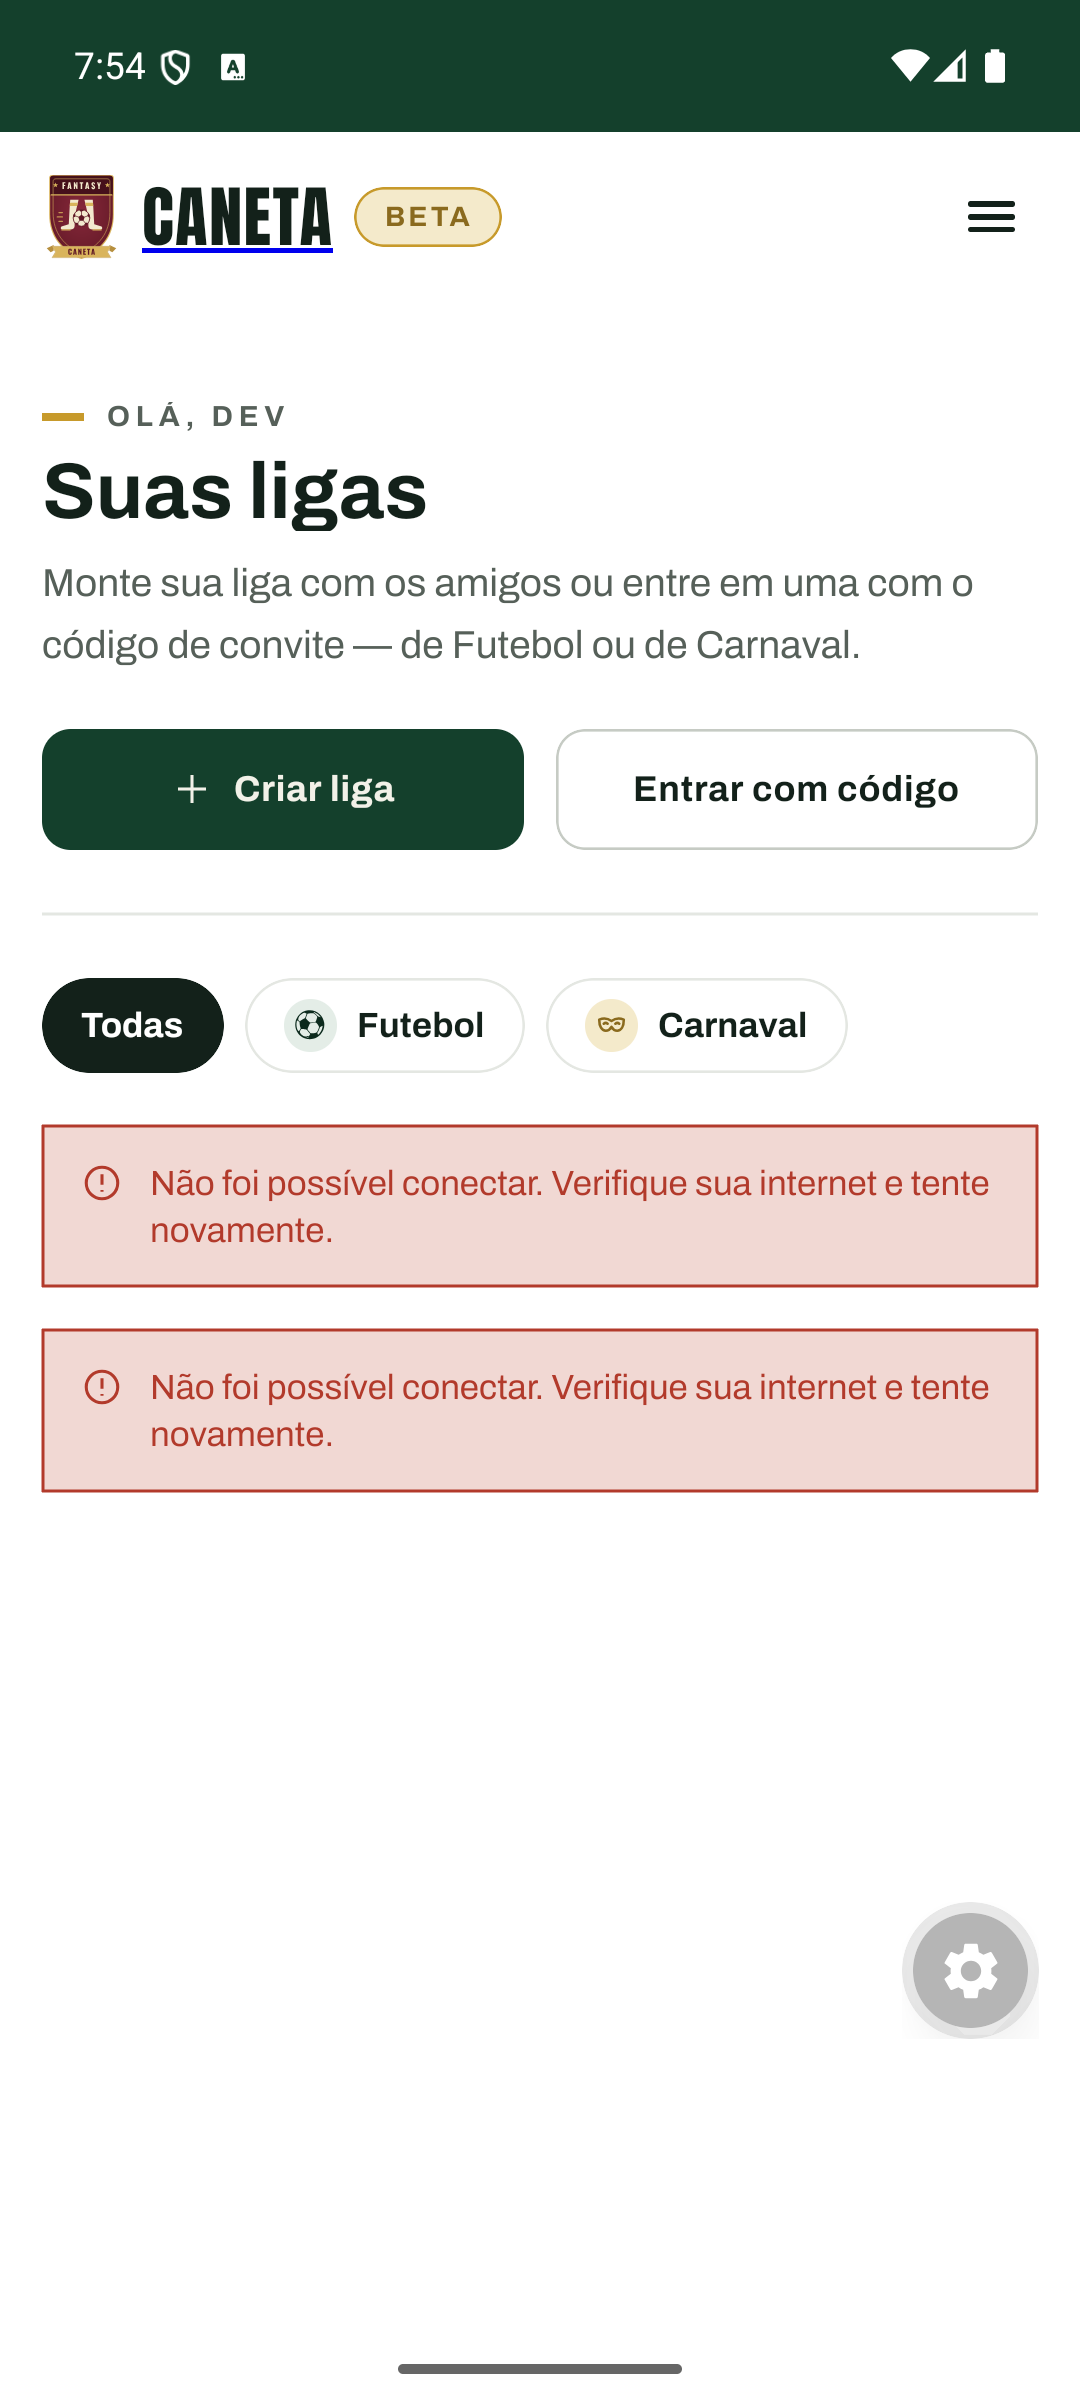 7:54
FANTASY
CANETA
CANETA
BETA
OLÁ, DEV
Suas ligas
Monte sua liga com os amigos ou entre em uma com o
código de convite — de Futebol ou de Carnaval.
Criar liga
Entrar com código
Todas
Futebol
Carnaval
Não foi possível conectar. Verifique sua internet e tente
novamente.
Não foi possível conectar. Verifique sua internet e tente
novamente.